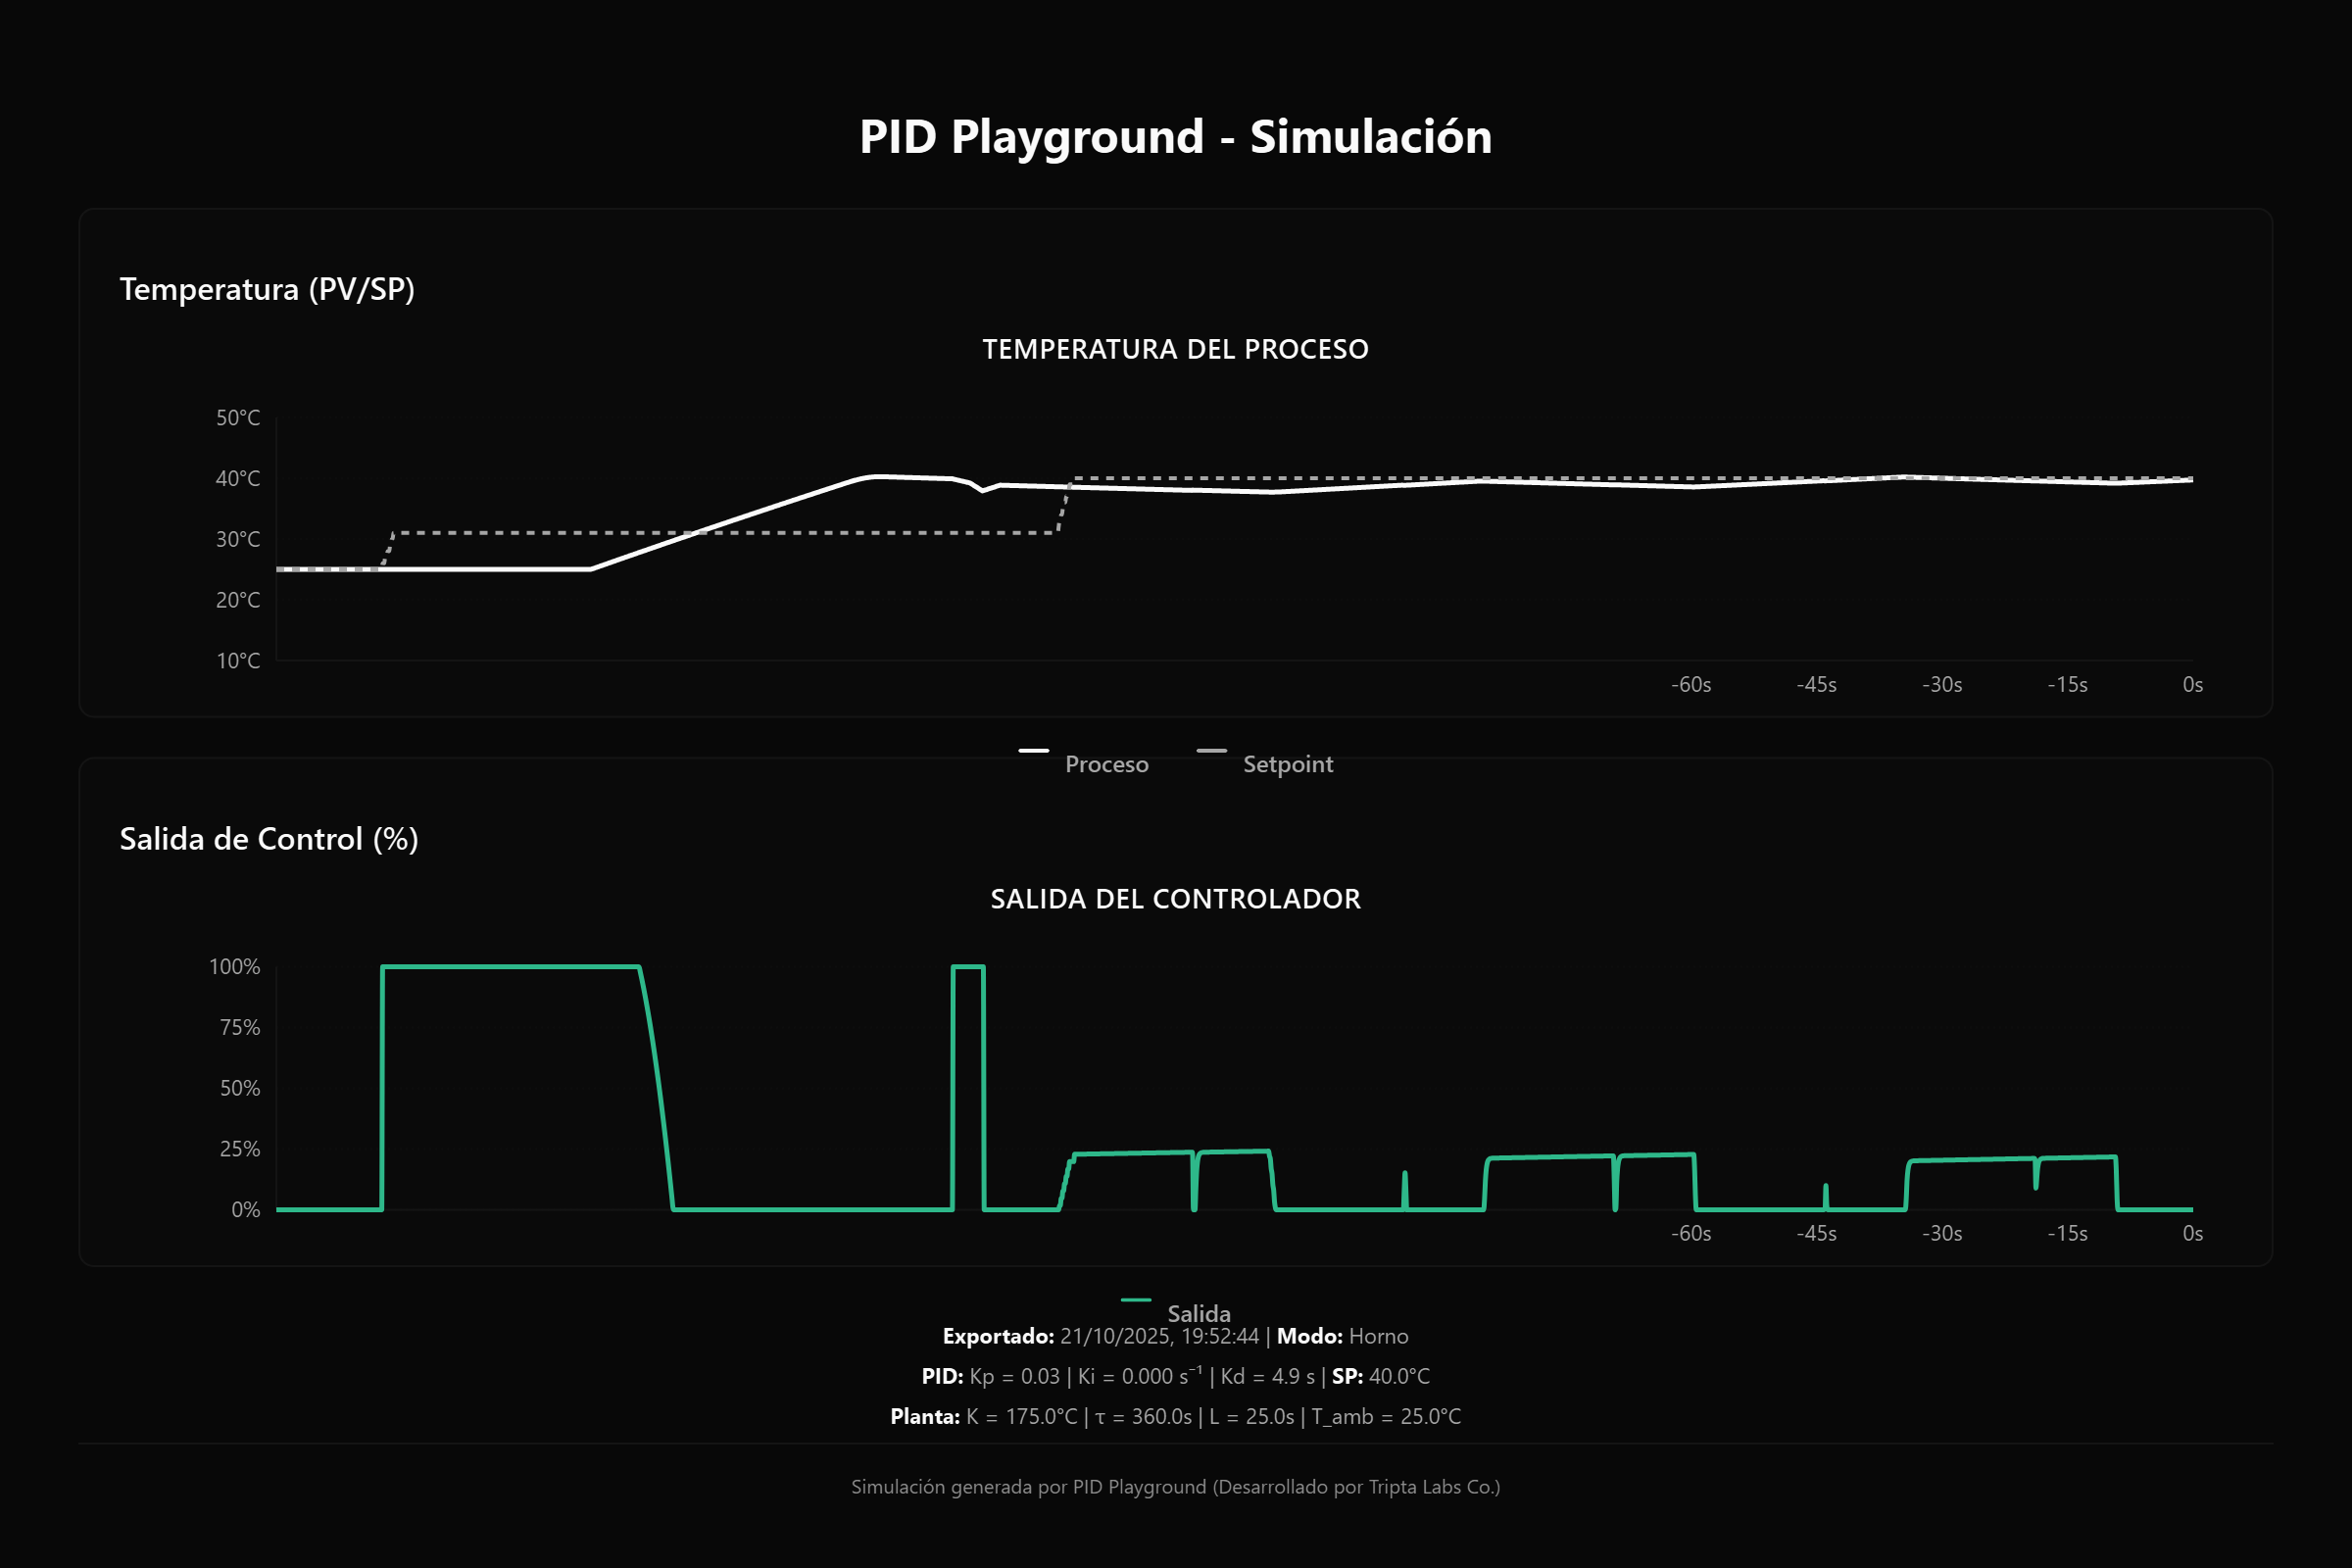 PID Playground - Simulación
Temperatura (PV/SP)
TEMPERATURA DEL PROCESO
50°C
40°C
30°C
20°C
10°C
-60s -45s -30s -15s 0s
Proceso Setpoint
Salida de Control (%)
SALIDA DEL CONTROLADOR
100%
75%
50%
25%
0%
-60s -45s -30s -15s 0s
Salida
Exportado: 21/10/2025, 19:52:44 | Modo: Horno
PID: Kp = 0.03 | Ki = 0.000 s⁻¹ | Kd = 4.9 s | SP: 40.0°C
Planta: K = 175.0°C | τ = 360.0s | L = 25.0s | T_amb = 25.0°C
Simulación generada por PID Playground (Desarrollado por Tripta Labs Co.)